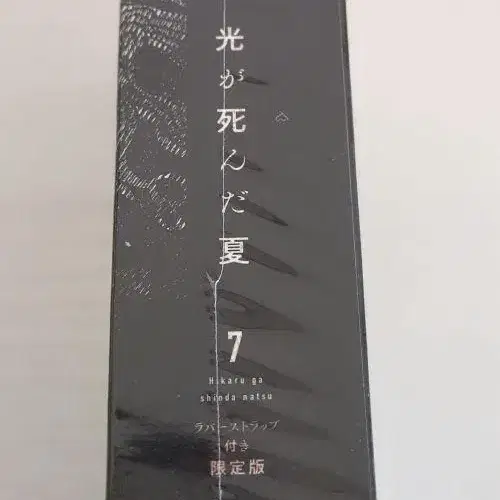 光が死んだ夏
7
Hikaru ga
shinda natsu
ラバーストラップ
付き
限定版